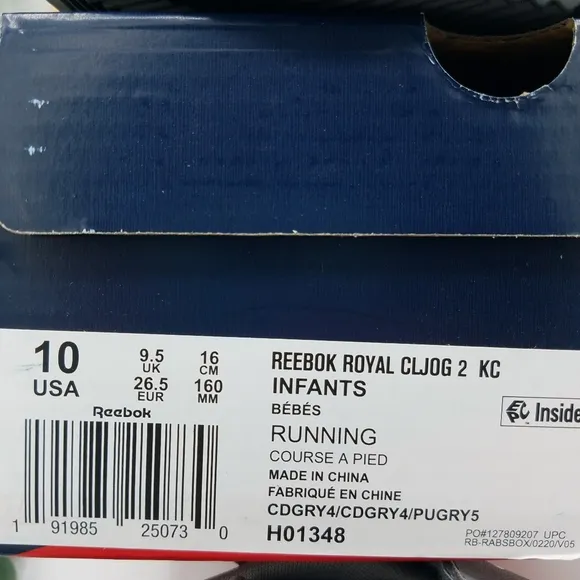 10
USA
9.5
UK
26.5
EUR
16
CM
160
MM
Reebok
1 91985 25073 0
REEBOK ROYAL CLJOG 2 KC
INFANTS
BÉBÉS
RUNNING
COURSE A PIED
MADE IN CHINA
FABRIQUÉ EN CHINE
CDGRY4/CDGRY4/PUGRY5
H01348
Inside
PO#127809207 UPC
RB-RABSBOX/0220/V05